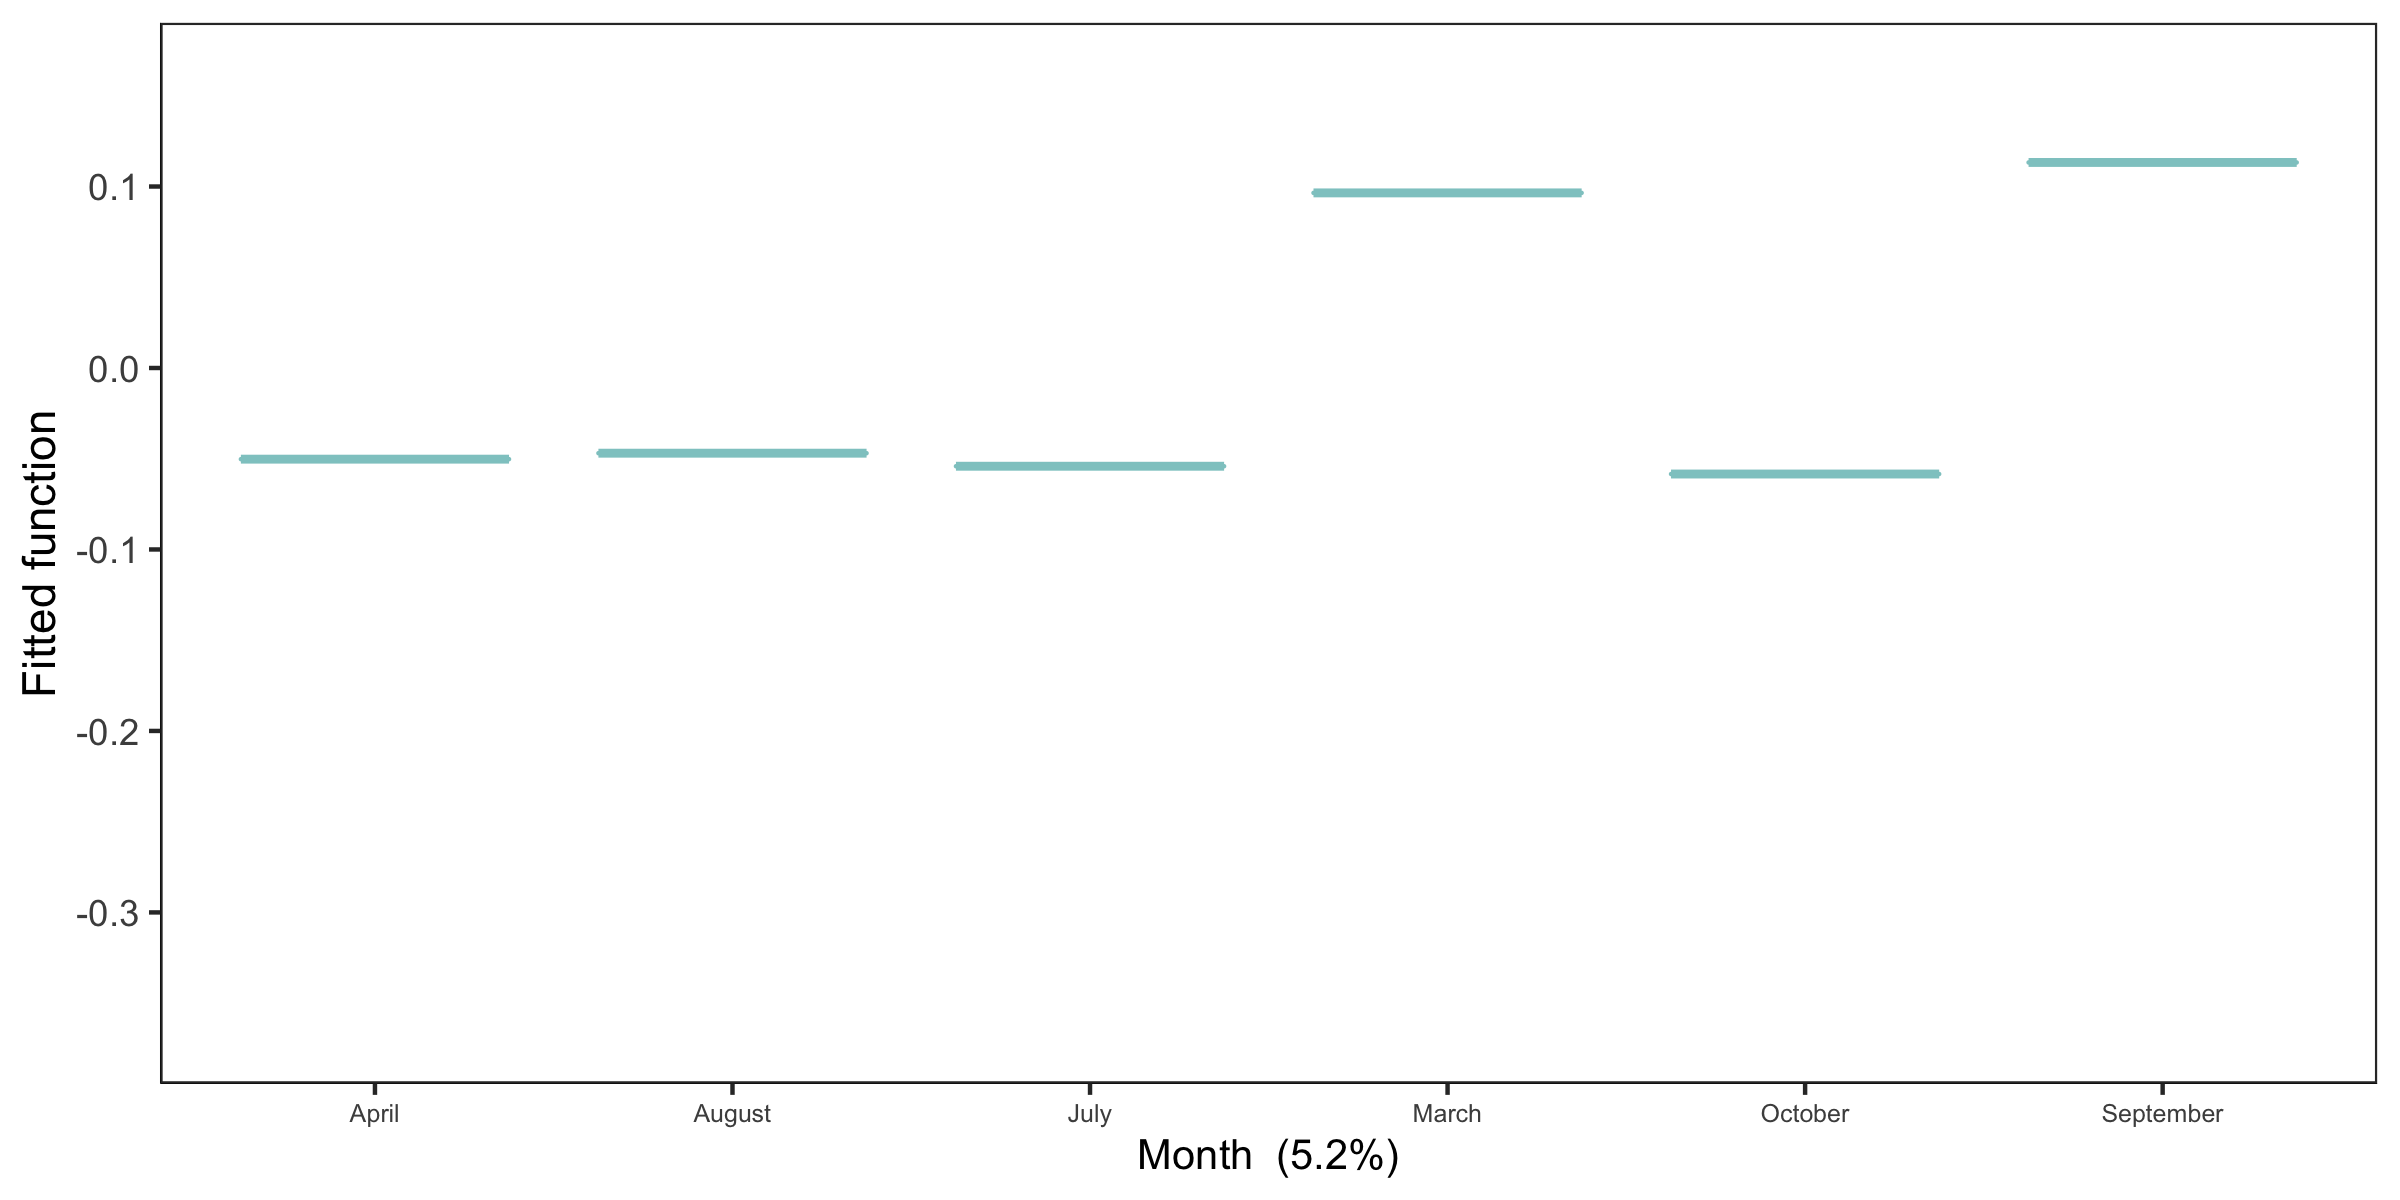 Fitted function
0.1
0.0
-0.1
-0.2
-0.3
April August July March October September
Month (5.2%)